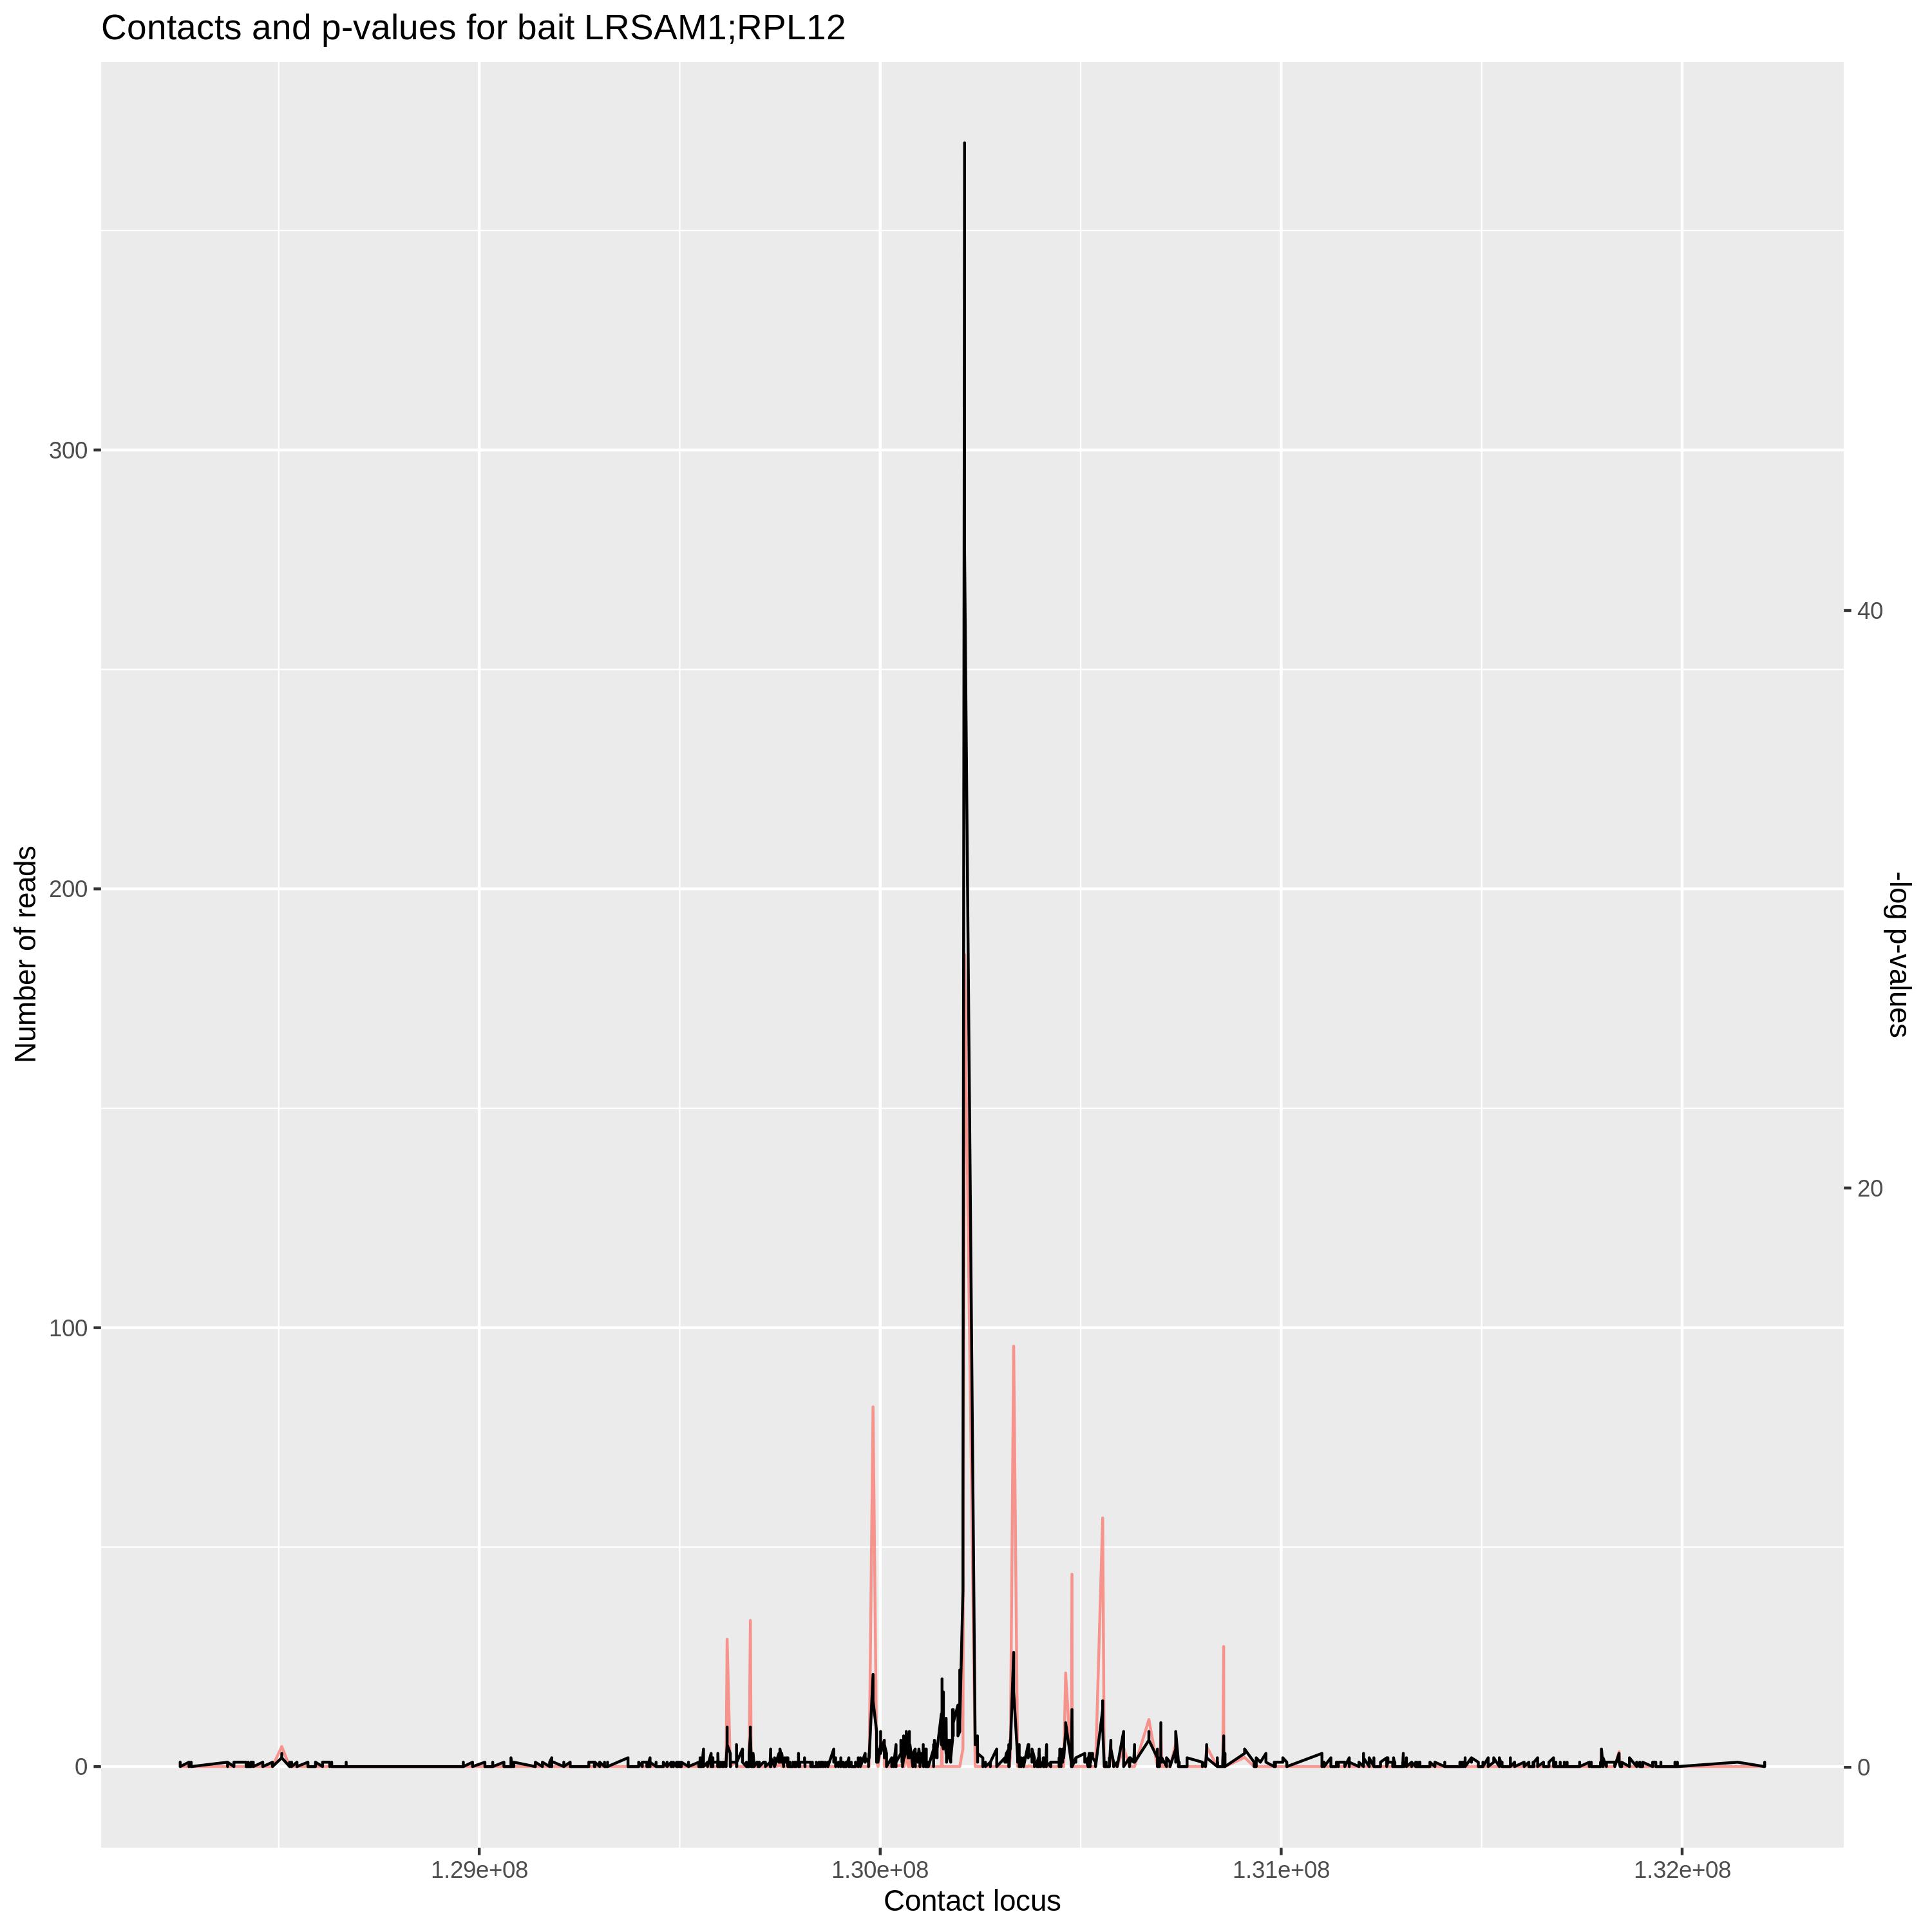 Contacts and p-values for bait LRSAM1;RPL12
300
200
100
0
Number of reads
40
20
0
-log p-values
1.29e+08
1.30e+08
1.31e+08
1.32e+08
Contact locus